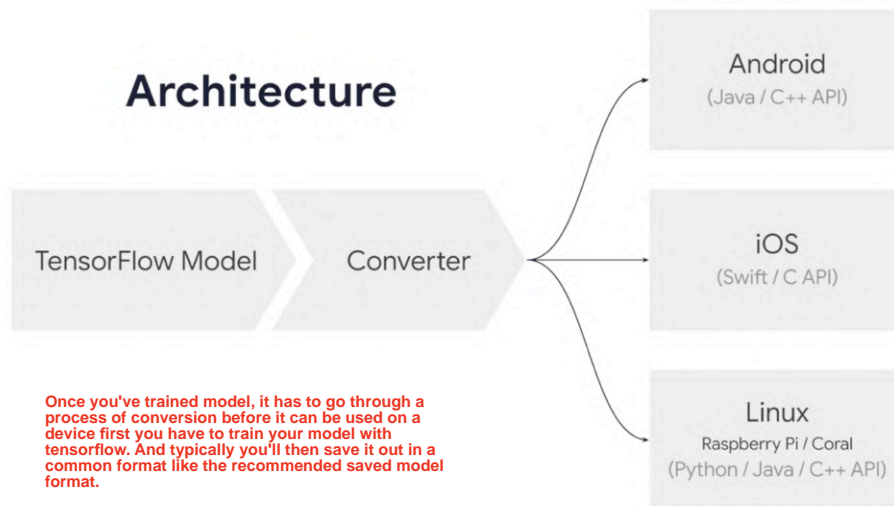 Architecture
TensorFlow Model
Converter
Android
(Java / C++ API)
iOS
(Swift / C API)
Linux
Raspberry Pi / Coral
(Python / Java / C++ API)
Once you've trained model, it has to go through a
process of conversion before it can be used on a
device first you have to train your model with
tensorflow. And typically you'll then save it out in a
common format like the recommended saved model
format.